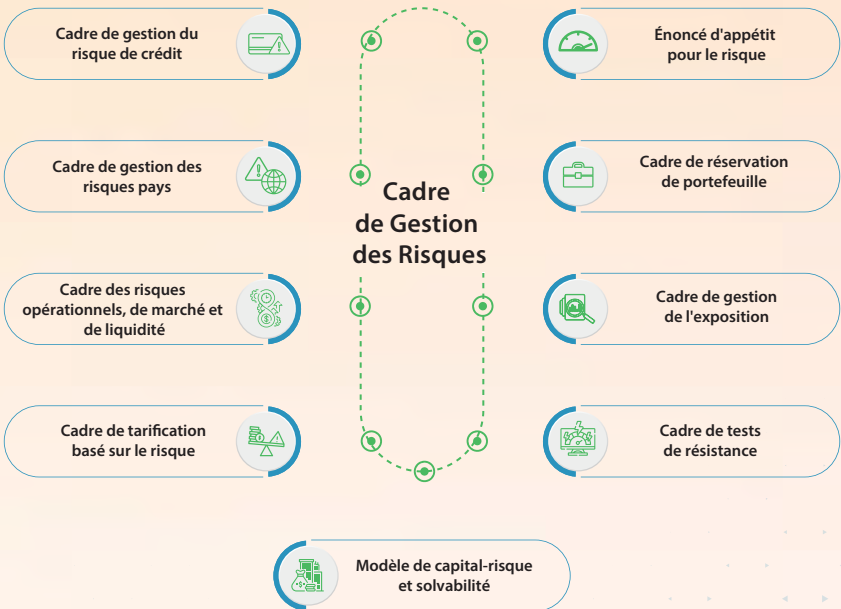 Cadre de gestion du
risque de crédit
Énoncé d'appétit
pour le risque
Cadre de gestion des
risques pays
Cadre de réservation
de portefeuille
Cadre
de Gestion
des Risques
Cadre des risques
opérationnels, de marché et
de liquidité
Cadre de gestion
de l'exposition
Cadre de tarification
basé sur le risque
Cadre de tests
de résistance
Modèle de capital-risque
et solvabilité